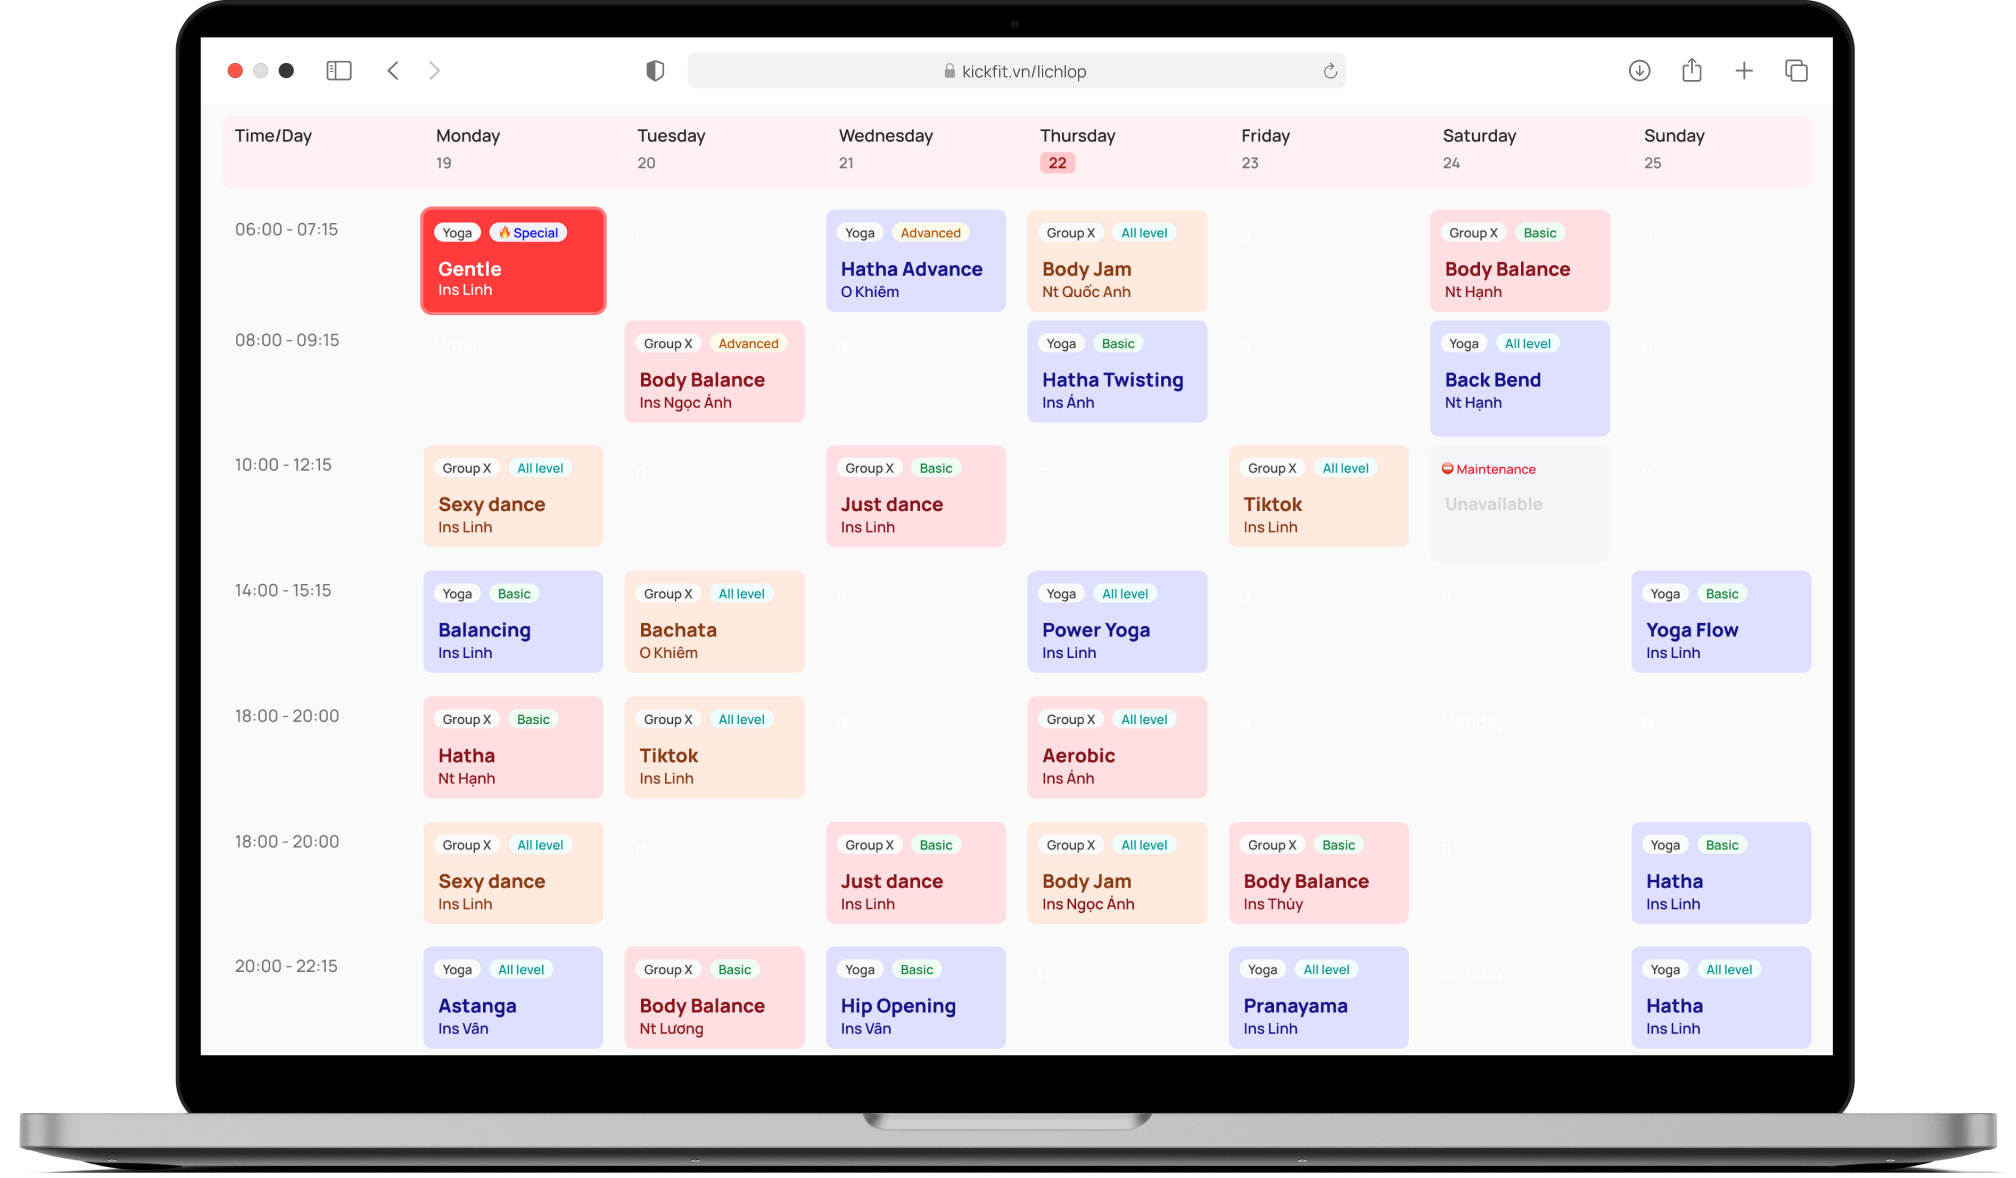 kickfit.vn/lichlop
Time/Day Monday Tuesday Wednesday Thursday Friday Saturday Sunday
19 20 21 22 23 24 25
06:00 - 07:15
Yoga 🔥 Special
Gentle
Ins Linh
n
Yoga Advanced
Hatha Advance
O Khiêm
Group X All level
Body Jam
Nt Quốc Anh
n
Group X Basic
Body Balance
Nt Hạnh
n
08:00 - 09:15
None
Group X Advanced
Body Balance
Ins Ngọc Ánh
n
Yoga Basic
Hatha Twisting
Ins Ánh
n
Yoga All level
Back Bend
Nt Hạnh
n
10:00 - 12:15
Group X All level
Sexy dance
Ins Linh
n
Group X Basic
Just dance
Ins Linh
n
Group X All level
Tiktok
Ins Linh
⛔ Maintenance
Unavailable
n
14:00 - 15:15
Yoga Basic
Balancing
Ins Linh
Group X All level
Bachata
O Khiêm
n
Yoga All level
Power Yoga
Ins Linh
n
n
Yoga Basic
Yoga Flow
Ins Linh
18:00 - 20:00
Group X Basic
Hatha
Nt Hạnh
Group X All level
Tiktok
Ins Linh
n
Group X All level
Aerobic
Ins Ánh
n
Monday
n
18:00 - 20:00
Group X All level
Sexy dance
Ins Linh
n
Group X Basic
Just dance
Ins Linh
Group X All level
Body Jam
Ins Ngọc Ánh
Group X Basic
Body Balance
Ins Thúy
n
Yoga Basic
Hatha
Ins Linh
20:00 - 22:15
Yoga All level
Astanga
Ins Vân
Group X Basic
Body Balance
Nt Lương
Yoga Basic
Hip Opening
Ins Vân
n
Yoga All level
Pranayama
Ins Linh
Monday
Yoga All level
Hatha
Ins Linh